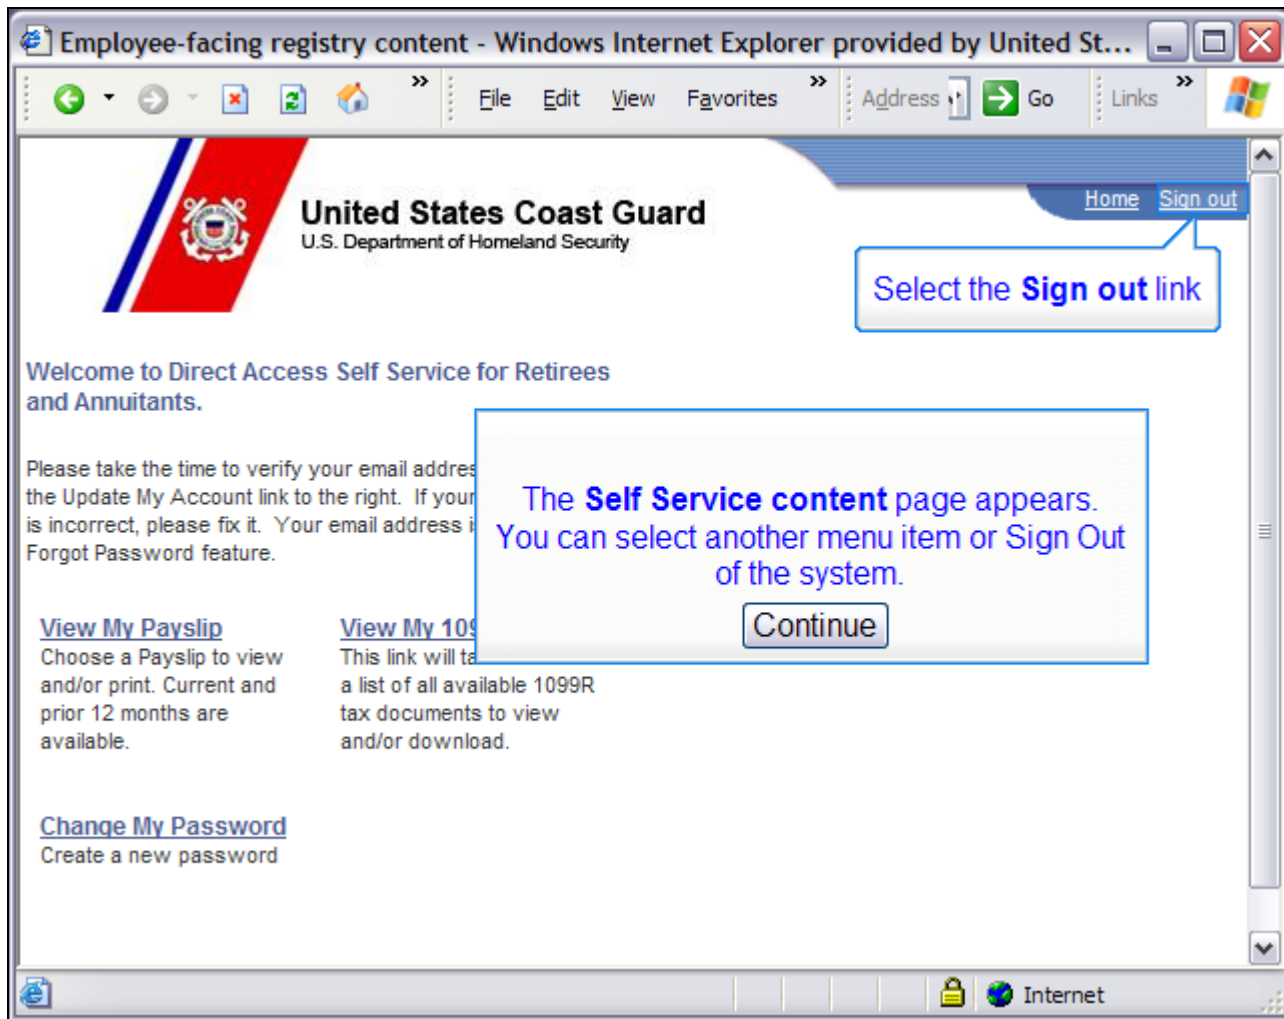 Employee-facing registry content - Windows Internet Explorer provided by United St...
» File Edit View Favorites » Address Go Links »
United States Coast Guard
U.S. Department of Homeland Security
Home Sign out
Select the Sign out link
Welcome to Direct Access Self Service for Retirees
and Annuitants.
Please take the time to verify your email addres
the Update My Account link to the right. If your
is incorrect, please fix it. Your email address i
Forgot Password feature.
The Self Service content page appears.
You can select another menu item or Sign Out
of the system.
Continue
View My Payslip
Choose a Payslip to view
and/or print. Current and
prior 12 months are
available.
View My 109
This link will ta
a list of all available 1099R
tax documents to view
and/or download.
Change My Password
Create a new password
Internet